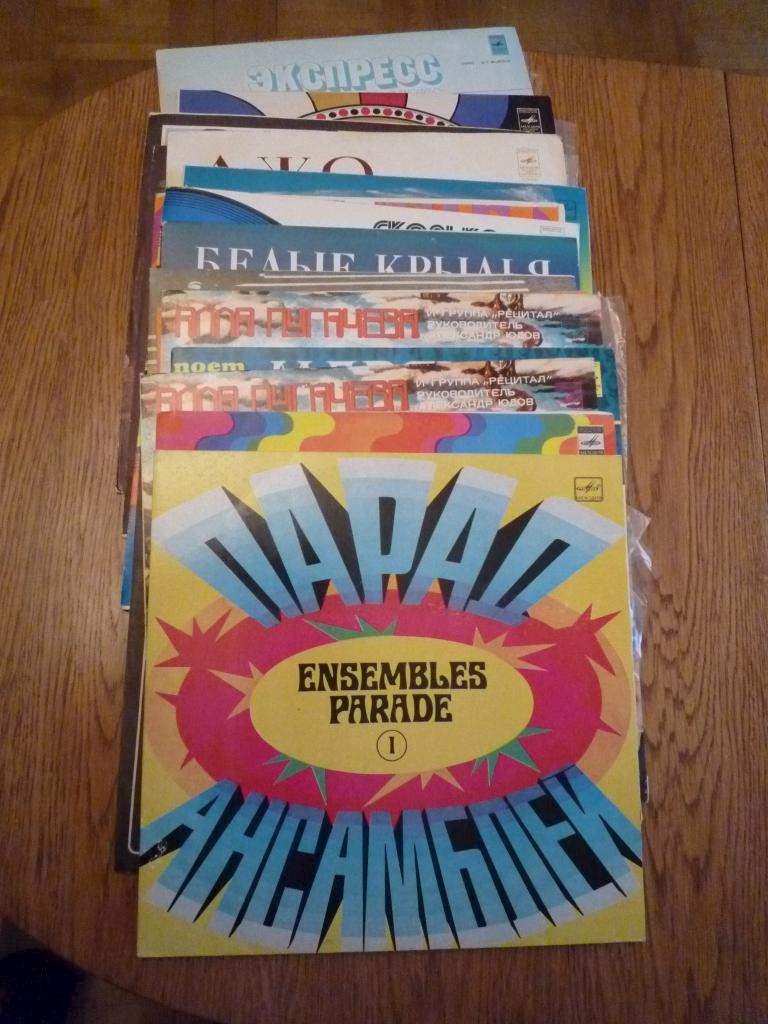 ЭКСПРЕСС
ДЖО
БЕЛЫЕ КРЫЛЬЯ
АЛЛА ПУГАЧЕВА
И ГРУППА „РЕЦИТАЛ”
РУКОВОДИТЕЛЬ
АЛЕКСАНДР ЮДОВ
поет
АЛЛА ПУГАЧЕВА
И ГРУППА „РЕЦИТАЛ”
РУКОВОДИТЕЛЬ
АЛЕКСАНДР ЮДОВ
ПАРАД
ENSEMBLES
PARADE
1
АНСАМБЛЕЙ